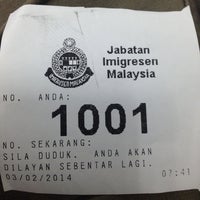 Jabatan
Imigresen
Malaysia
NO. ANDA:
1001
NO. SEKARANG:
SILA DUDUK. ANDA AKAN
DILAYAN SEBENTAR LAGI.
03/02/2014 07:41